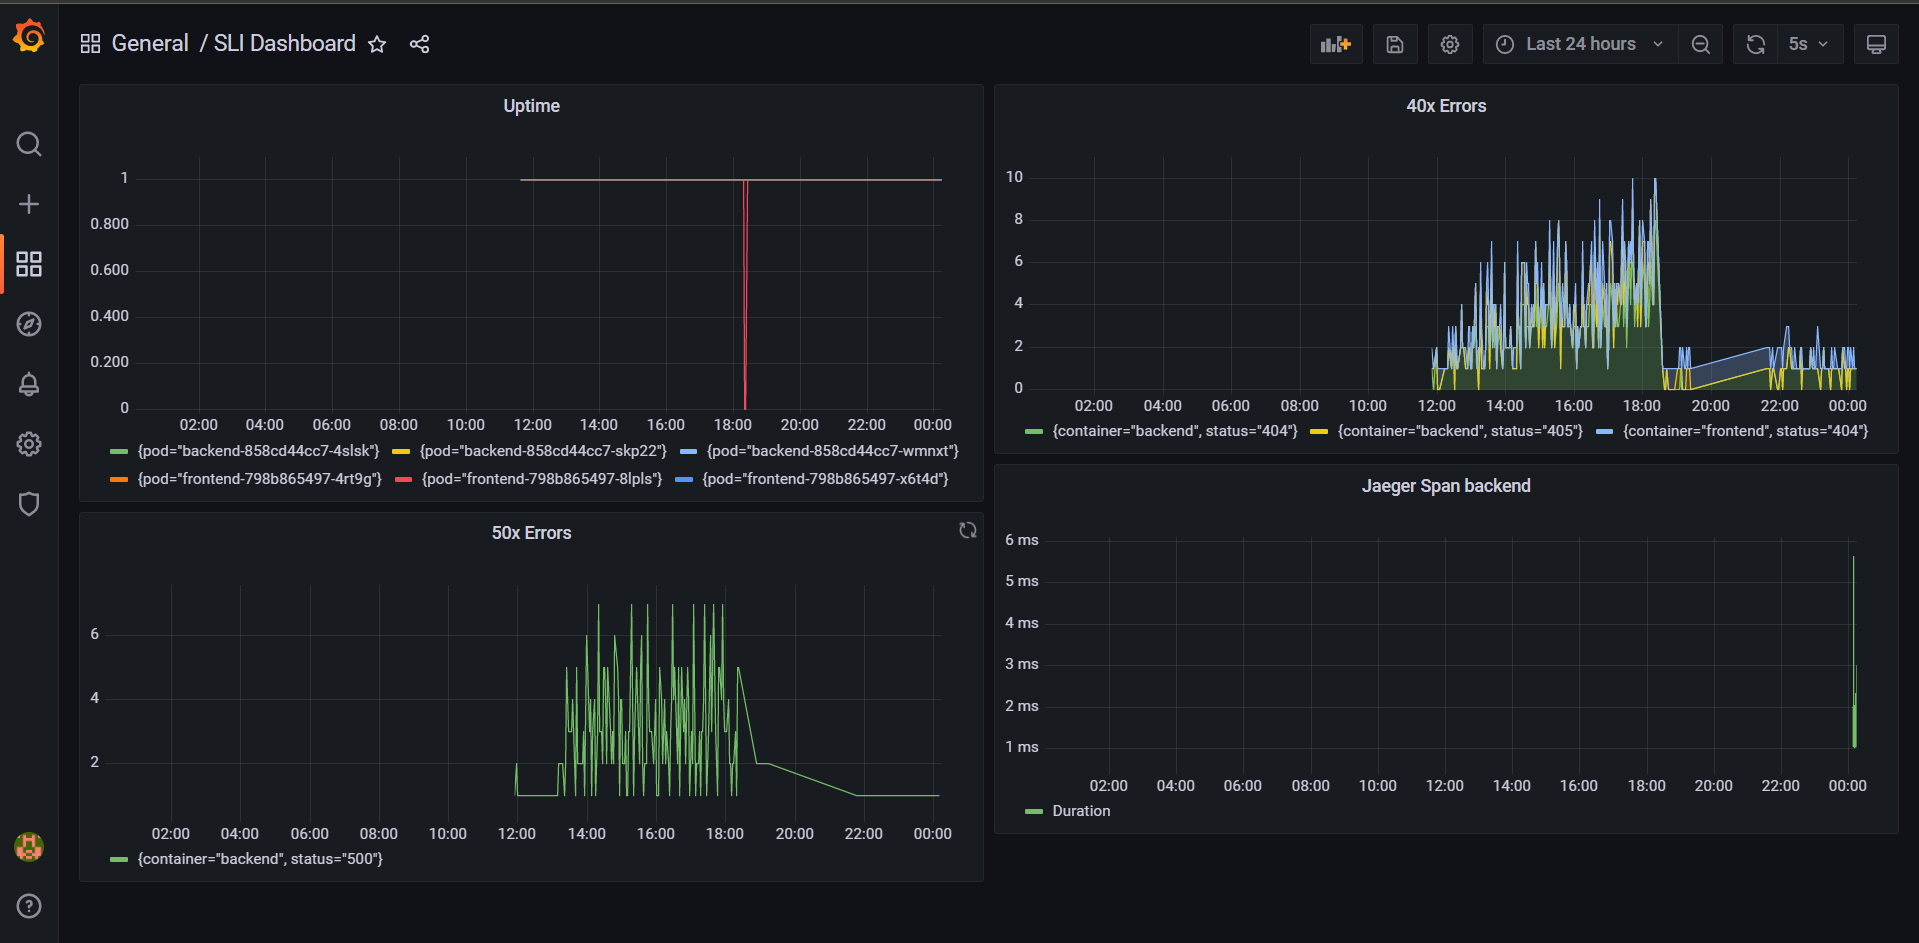 General / SLI Dashboard
Last 24 hours
5s
Uptime
1
0.800
0.600
0.400
0.200
0
02:00 04:00 06:00 08:00 10:00 12:00 14:00 16:00 18:00 20:00 22:00 00:00
{pod="backend-858cd44cc7-4slsk"} {pod="backend-858cd44cc7-skp22"} {pod="backend-858cd44cc7-wmnxt"}
{pod="frontend-798b865497-4rt9g"} {pod="frontend-798b865497-8lpls"} {pod="frontend-798b865497-x6t4d"}
40x Errors
10
8
6
4
2
0
02:00 04:00 06:00 08:00 10:00 12:00 14:00 16:00 18:00 20:00 22:00 00:00
{container="backend", status="404"} {container="backend", status="405"} {container="frontend", status="404"}
50x Errors
6
4
2
02:00 04:00 06:00 08:00 10:00 12:00 14:00 16:00 18:00 20:00 22:00 00:00
{container="backend", status="500"}
Jaeger Span backend
6 ms
5 ms
4 ms
3 ms
2 ms
1 ms
02:00 04:00 06:00 08:00 10:00 12:00 14:00 16:00 18:00 20:00 22:00 00:00
Duration